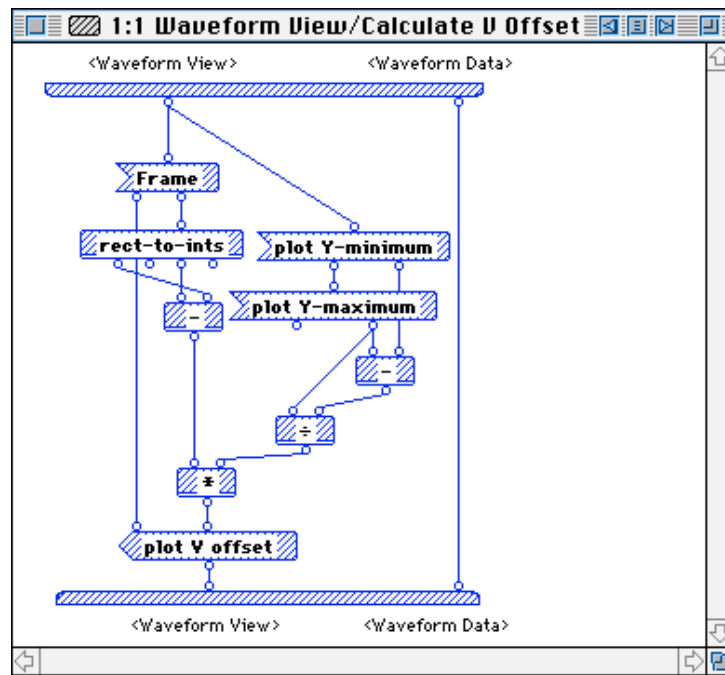 1:1 Waveform View/Calculate V Offset
<Waveform View> <Waveform Data>
Frame
rect-to-ints
plot Y-minimum
plot Y-maximum
-
-
÷
*
plot V offset
<Waveform View> <Waveform Data>